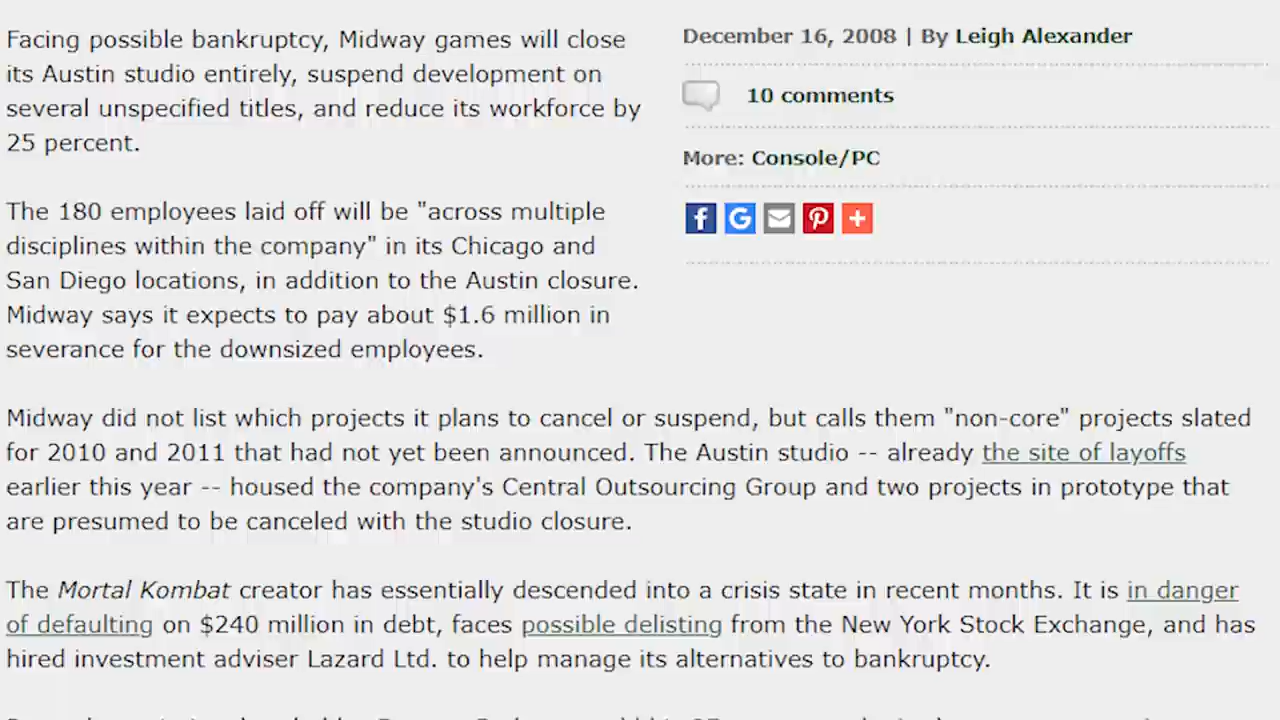 Facing possible bankruptcy, Midway games will close
its Austin studio entirely, suspend development on
several unspecified titles, and reduce its workforce by
25 percent.
The 180 employees laid off will be "across multiple
disciplines within the company" in its Chicago and
San Diego locations, in addition to the Austin closure.
Midway says it expects to pay about $1.6 million in
severance for the downsized employees.
December 16, 2008 | By Leigh Alexander
10 comments
More: Console/PC
Midway did not list which projects it plans to cancel or suspend, but calls them "non-core" projects slated
for 2010 and 2011 that had not yet been announced. The Austin studio -- already the site of layoffs
earlier this year -- housed the company's Central Outsourcing Group and two projects in prototype that
are presumed to be canceled with the studio closure.
The Mortal Kombat creator has essentially descended into a crisis state in recent months. It is in danger
of defaulting on $240 million in debt, faces possible delisting from the New York Stock Exchange, and has
hired investment adviser Lazard Ltd. to help manage its alternatives to bankruptcy.